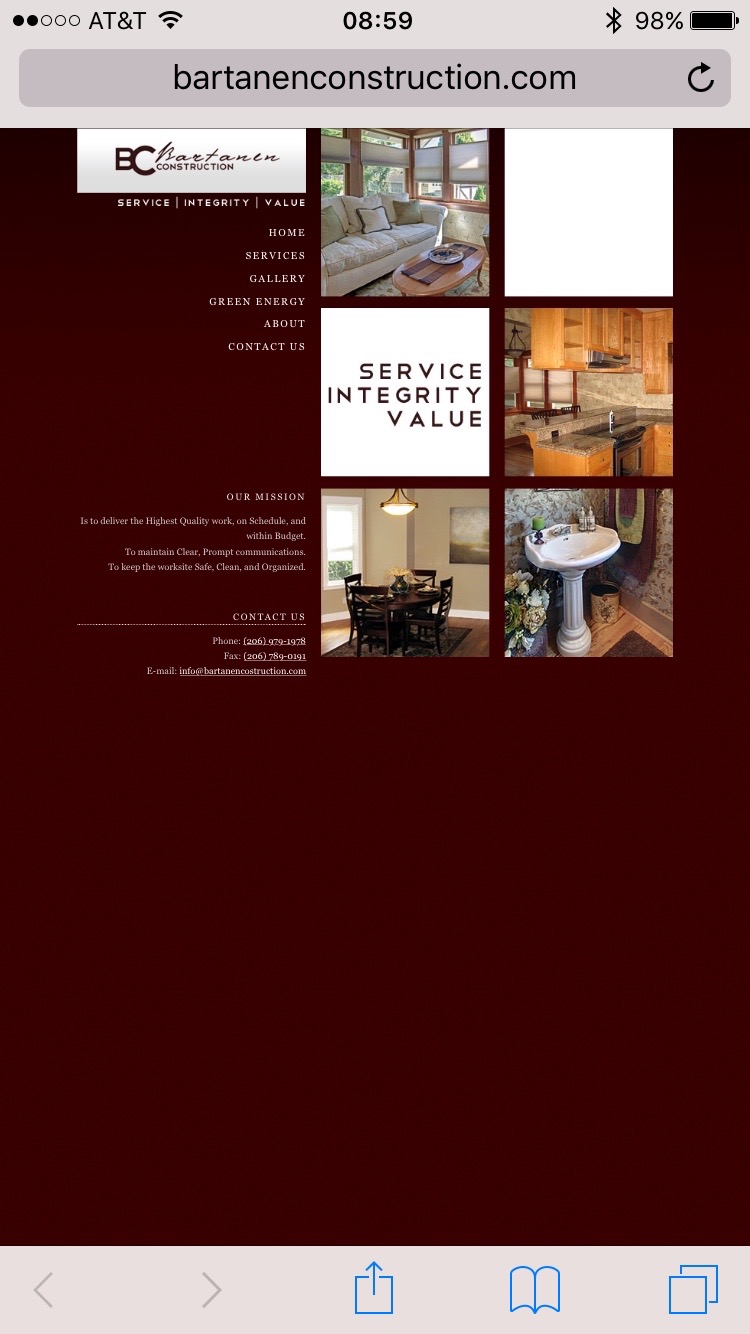 AT&T 08:59 98%
bartanenconstruction.com
BC Bartanen
CONSTRUCTION
SERVICE | INTEGRITY | VALUE
HOME
SERVICES
GALLERY
GREEN ENERGY
ABOUT
CONTACT US
SERVICE
INTEGRITY
VALUE
OUR MISSION
Is to deliver the Highest Quality work, on Schedule, and
within Budget.
To maintain Clear, Prompt communications.
To keep the worksite Safe, Clean, and Organized.
CONTACT US
Phone: (206) 979-1978
Fax: (206) 789-0191
E-mail: info@bartanencostruction.com